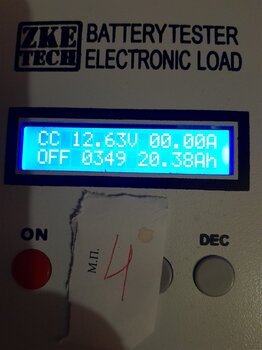 ZKE TECH
BATTERY TESTER
ELECTRONIC LOAD
CC 12.63V 00.00A
OFF 0349 20.38Ah
ON
DEC
М.П.
4